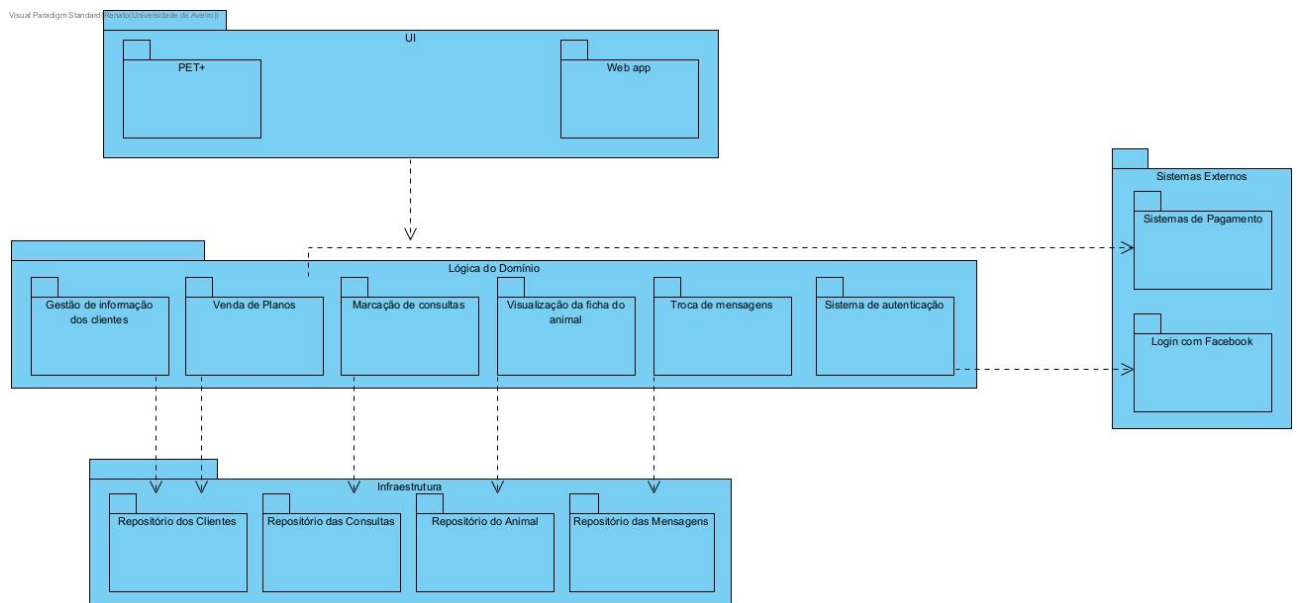 Visual Paradigm Standard(Renato(Universidade de Aveiro))
UI
PET+
Web app
Sistemas Externos
Sistemas de Pagamento
Login com Facebook
Lógica do Domínio
Gestão de informação
dos clientes
Venda de Planos
Marcação de consultas
Visualização da ficha do
animal
Troca de mensagens
Sistema de autenticação
Infraestrutura
Repositório dos Clientes
Repositório das Consultas
Repositório do Animal
Repositório das Mensagens